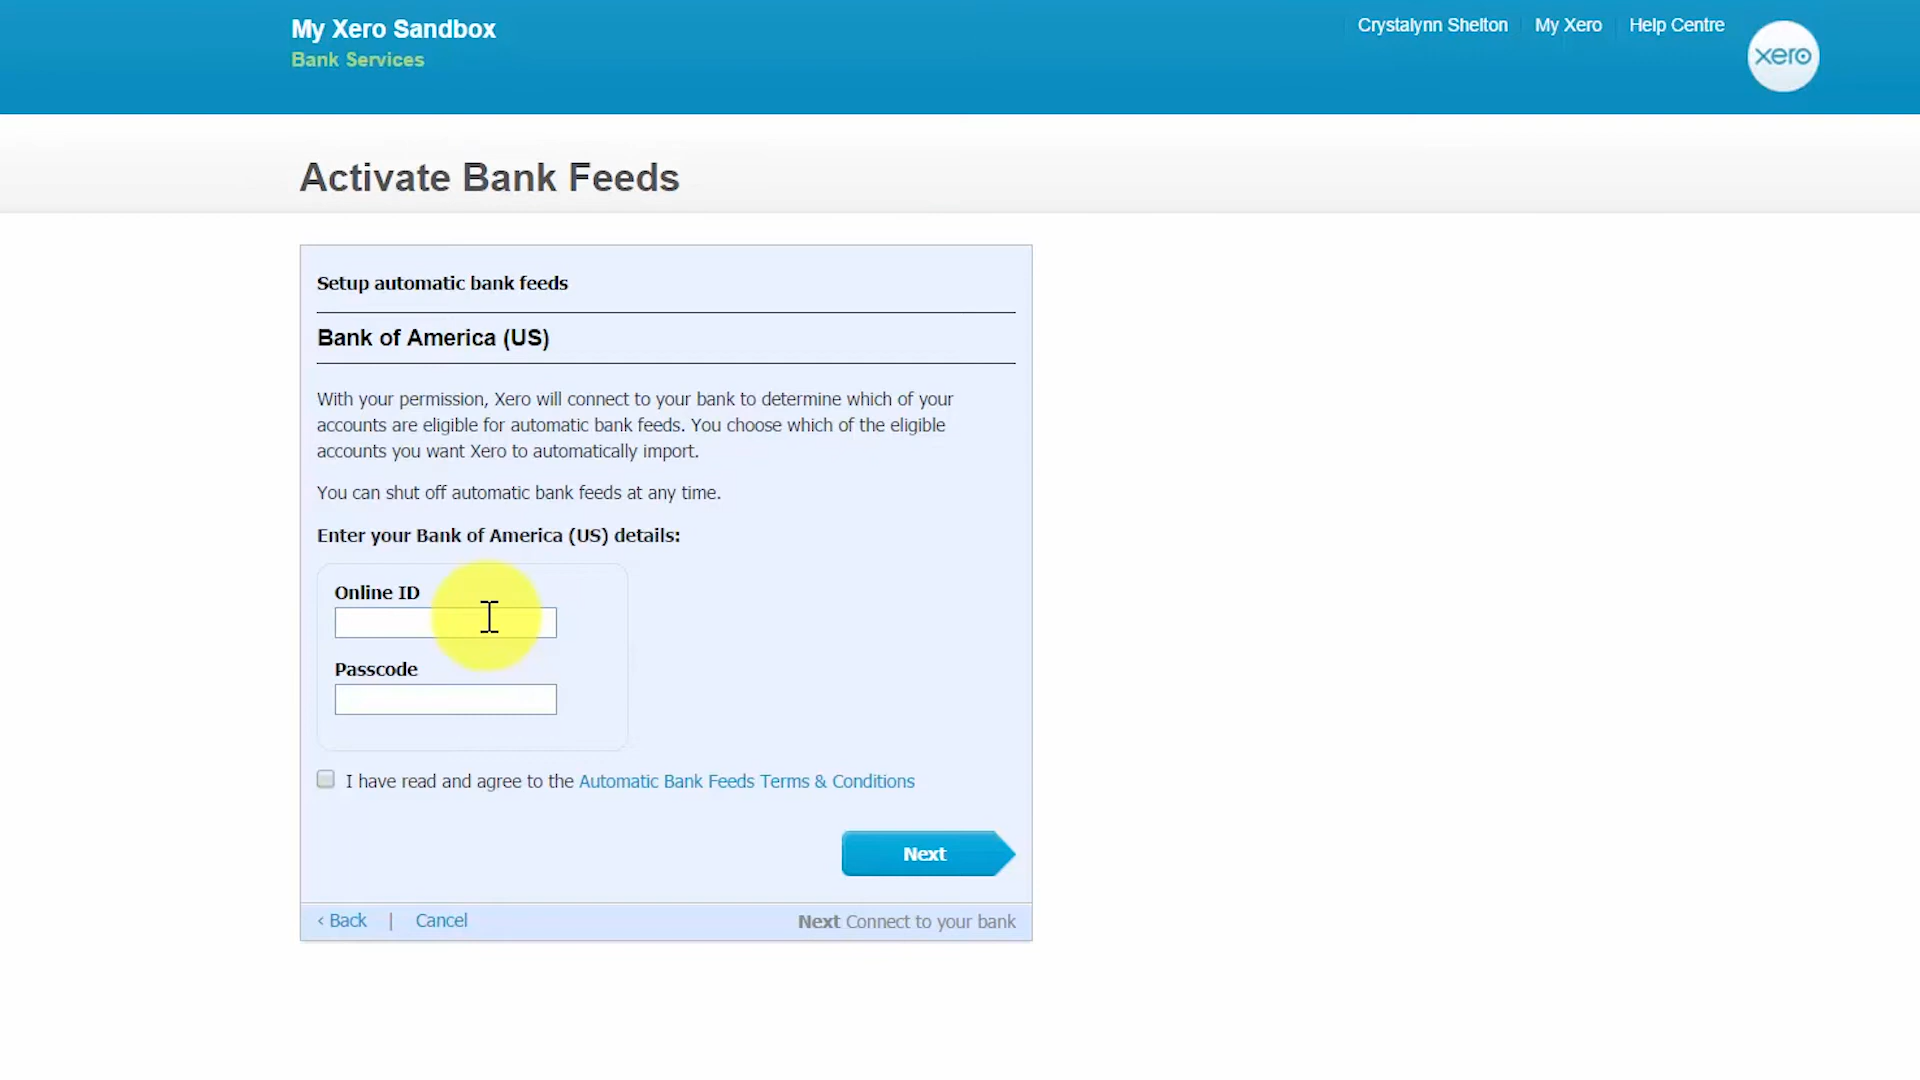 My Xero Sandbox
Bank Services
Crystalynn Shelton
My Xero
Help Centre
xero
Activate Bank Feeds
Setup automatic bank feeds
Bank of America (US)
With your permission, Xero will connect to your bank to determine which of your
accounts are eligible for automatic bank feeds. You choose which of the eligible
accounts you want Xero to automatically import.
You can shut off automatic bank feeds at any time.
Enter your Bank of America (US) details:
Online ID
Passcode
I have read and agree to the Automatic Bank Feeds Terms & Conditions
Next
‹ Back | Cancel
Next Connect to your bank